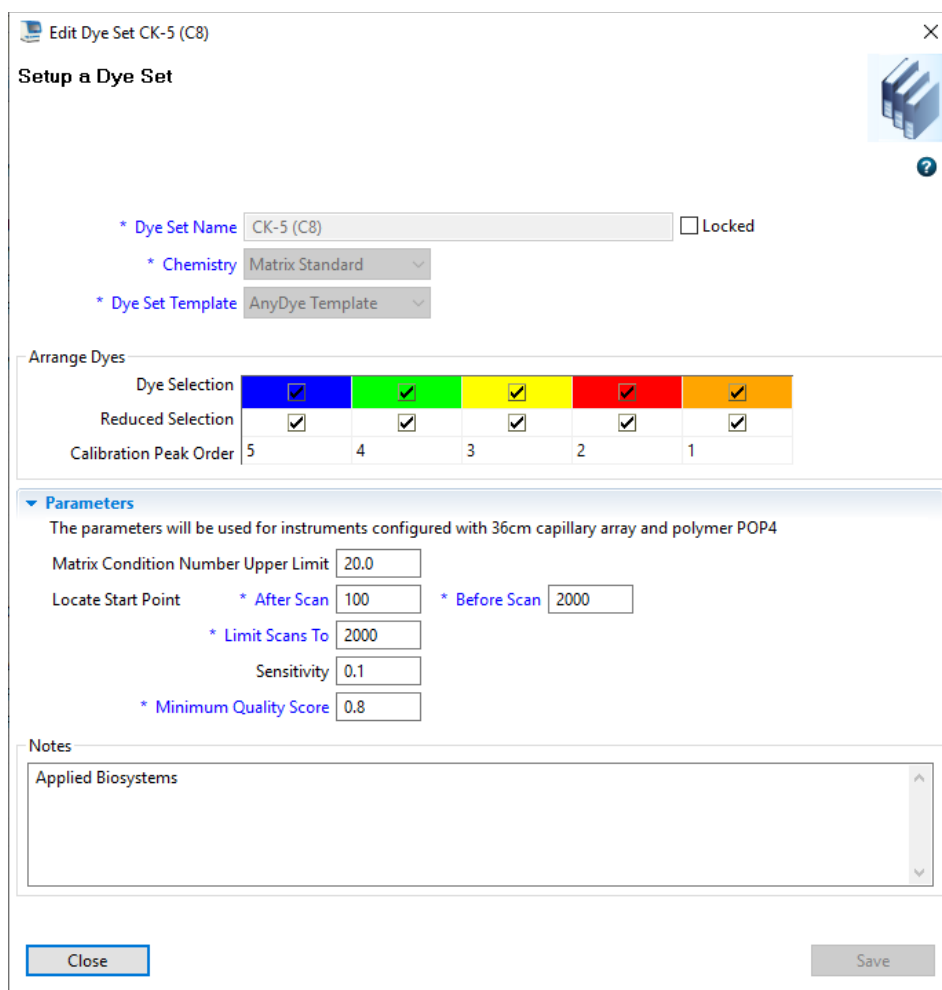 Edit Dye Set CK-5 (C8)
Setup a Dye Set
?
* Dye Set Name CK-5 (C8) Locked
* Chemistry Matrix Standard
* Dye Set Template AnyDye Template
Arrange Dyes
Dye Selection
Reduced Selection
Calibration Peak Order 5 4 3 2 1
Parameters
The parameters will be used for instruments configured with 36cm capillary array and polymer POP4
Matrix Condition Number Upper Limit 20.0
Locate Start Point * After Scan 100 * Before Scan 2000
* Limit Scans To 2000
Sensitivity 0.1
* Minimum Quality Score 0.8
Notes
Applied Biosystems
Close Save